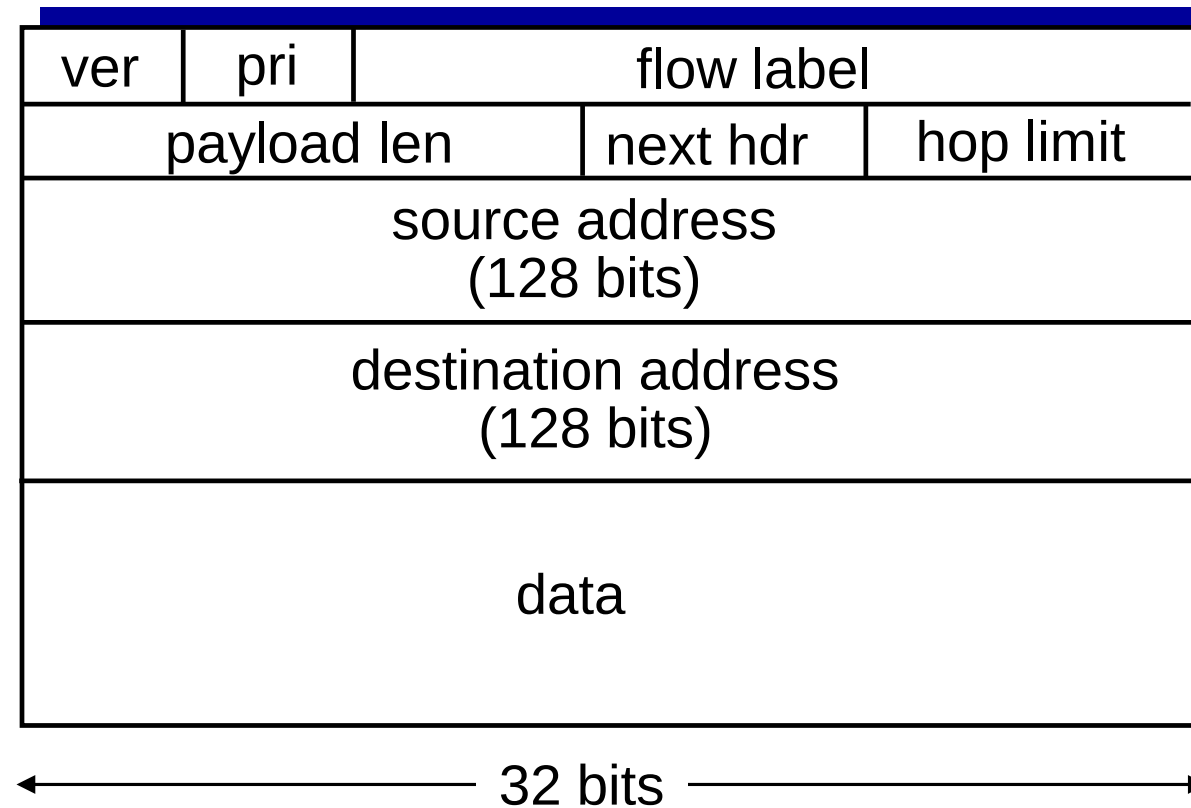 ver pri flow label
payload len next hdr hop limit
source address
(128 bits)
destination address
(128 bits)
data
32 bits